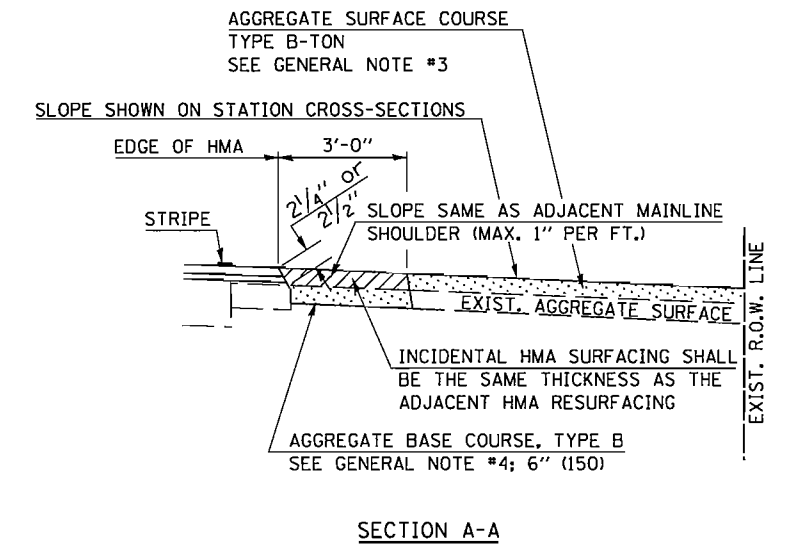 AGGREGATE SURFACE COURSE
TYPE B-TON
SEE GENERAL NOTE #3
SLOPE SHOWN ON STATION CROSS-SECTIONS
EDGE OF HMA
3'-0"
2 1/4" or
2 1/2"
STRIPE
SLOPE SAME AS ADJACENT MAINLINE
SHOULDER (MAX. 1" PER FT.)
EXIST. AGGREGATE SURFACE
EXIST. R.O.W. LINE
INCIDENTAL HMA SURFACING SHALL
BE THE SAME THICKNESS AS THE
ADJACENT HMA RESURFACING
AGGREGATE BASE COURSE, TYPE B
SEE GENERAL NOTE #4; 6" (150)
SECTION A-A